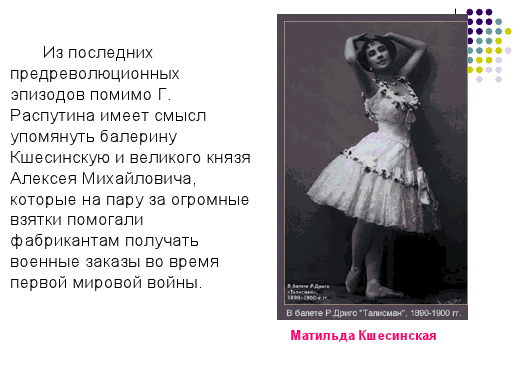 Из последних
предреволюционных
эпизодов помимо Г.
Распутина имеет смысл
упомянуть балерину
Кшесинскую и великого князя
Алексея Михайловича,
которые на пару за огромные
взятки помогали
фабрикантам получать
военные заказы во время
первой мировой войны.
В балете Р.Дриго
«Талисман»,
1890-1900-е гг.
В балете Р.Дриго "Талисман", 1890-1900 гг.
Матильда Кшесинская